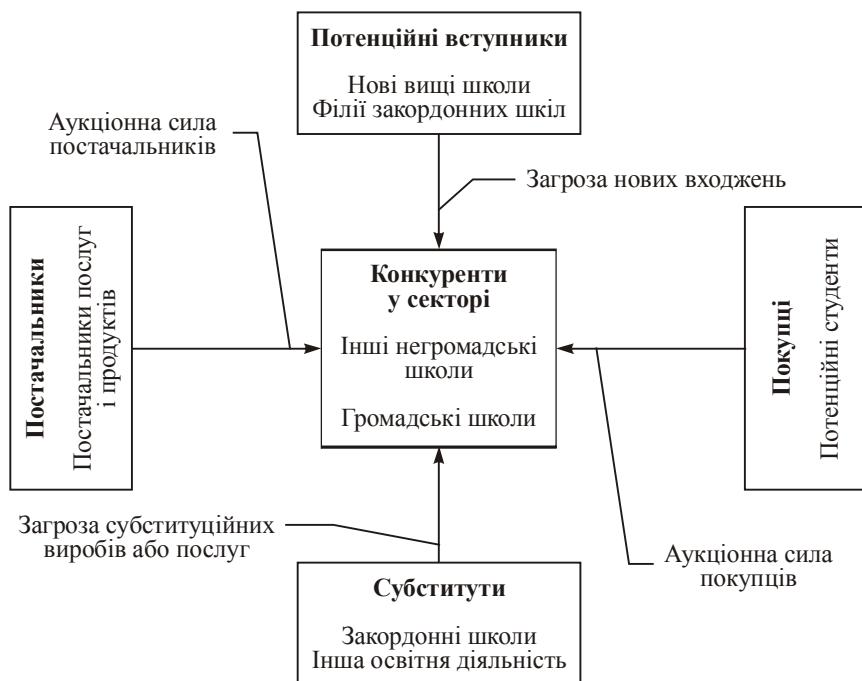 Потенційні вступники
Нові вищі школи
Філії закордонних шкіл
Аукціонна сила
постачальників
Загроза нових входжень
Постачальники
Постачальники послуг
і продуктів
Конкуренти
у секторі
Інші негромадські
школи
Громадські школи
Покупці
Потенційні студенти
Загроза субституційних
виробів або послуг
Аукціонна сила
покупців
Субститути
Закордонні школи
Інша освітня діяльність